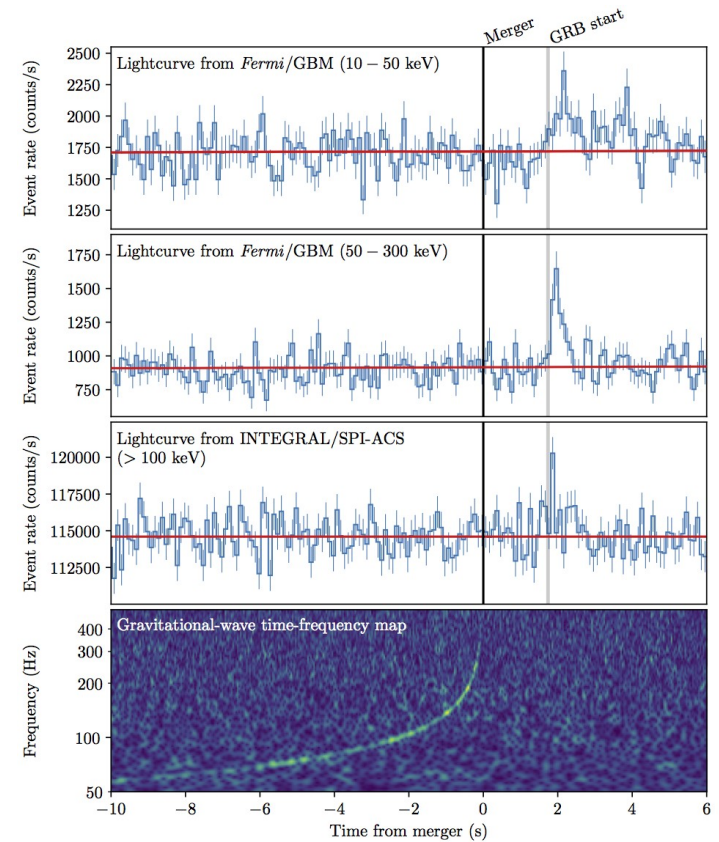 Merger
GRB start
Lightcurve from Fermi/GBM (10 − 50 keV)
Event rate (counts/s)
2500
2250
2000
1750
1500
1250
Lightcurve from Fermi/GBM (50 − 300 keV)
Event rate (counts/s)
1750
1500
1250
1000
750
Lightcurve from INTEGRAL/SPI-ACS
(> 100 keV)
Event rate (counts/s)
120000
117500
115000
112500
Gravitational-wave time-frequency map
Frequency (Hz)
400
300
200
100
50
−10 −8 −6 −4 −2 0 2 4 6
Time from merger (s)